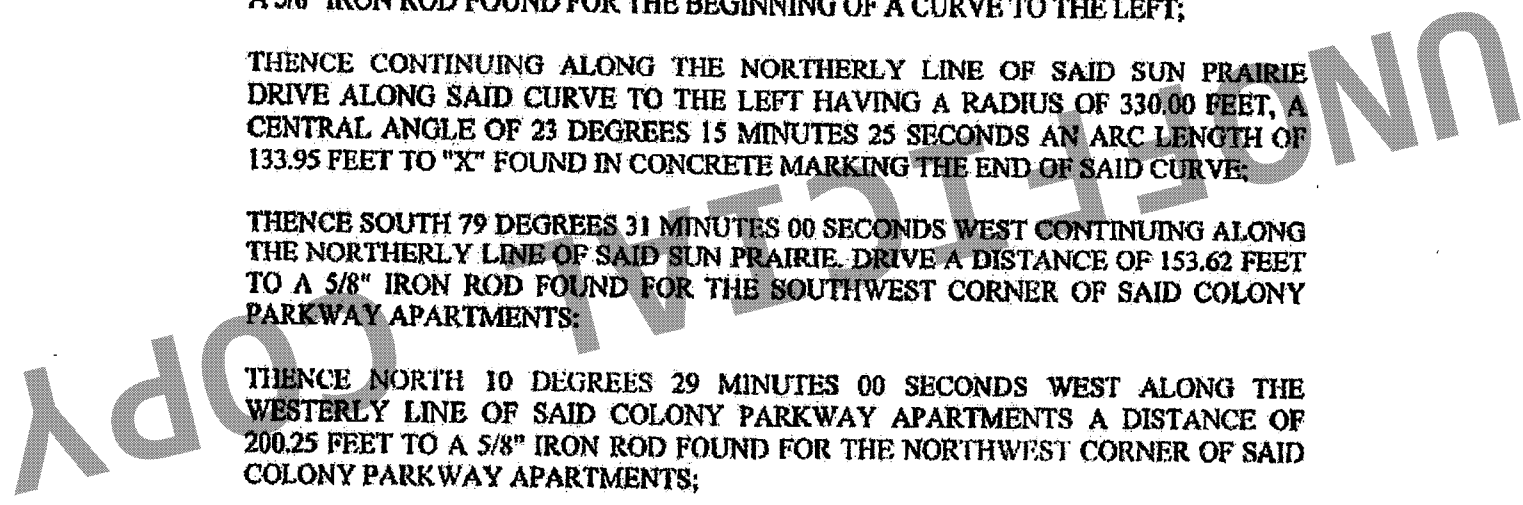 A 5/8" IRON ROD FOUND FOR THE BEGINNING OF A CURVE TO THE LEFT;
THENCE CONTINUING ALONG THE NORTHERLY LINE OF SAID SUN PRAIRIE
DRIVE ALONG SAID CURVE TO THE LEFT HAVING A RADIUS OF 330.00 FEET, A
CENTRAL ANGLE OF 23 DEGREES 15 MINUTES 25 SECONDS AN ARC LENGTH OF
133.95 FEET TO "X" FOUND IN CONCRETE MARKING THE END OF SAID CURVE;
THENCE SOUTH 79 DEGREES 31 MINUTES 00 SECONDS WEST CONTINUING ALONG
THE NORTHERLY LINE OF SAID SUN PRAIRIE. DRIVE A DISTANCE OF 153.62 FEET
TO A 5/8" IRON ROD FOUND FOR THE SOUTHWEST CORNER OF SAID COLONY
PARKWAY APARTMENTS:
THENCE NORTH 10 DEGREES 29 MINUTES 00 SECONDS WEST ALONG THE
WESTERLY LINE OF SAID COLONY PARKWAY APARTMENTS A DISTANCE OF
200.25 FEET TO A 5/8" IRON ROD FOUND FOR THE NORTHWEST CORNER OF SAID
COLONY PARKWAY APARTMENTS;
UNOFFICIAL COPY